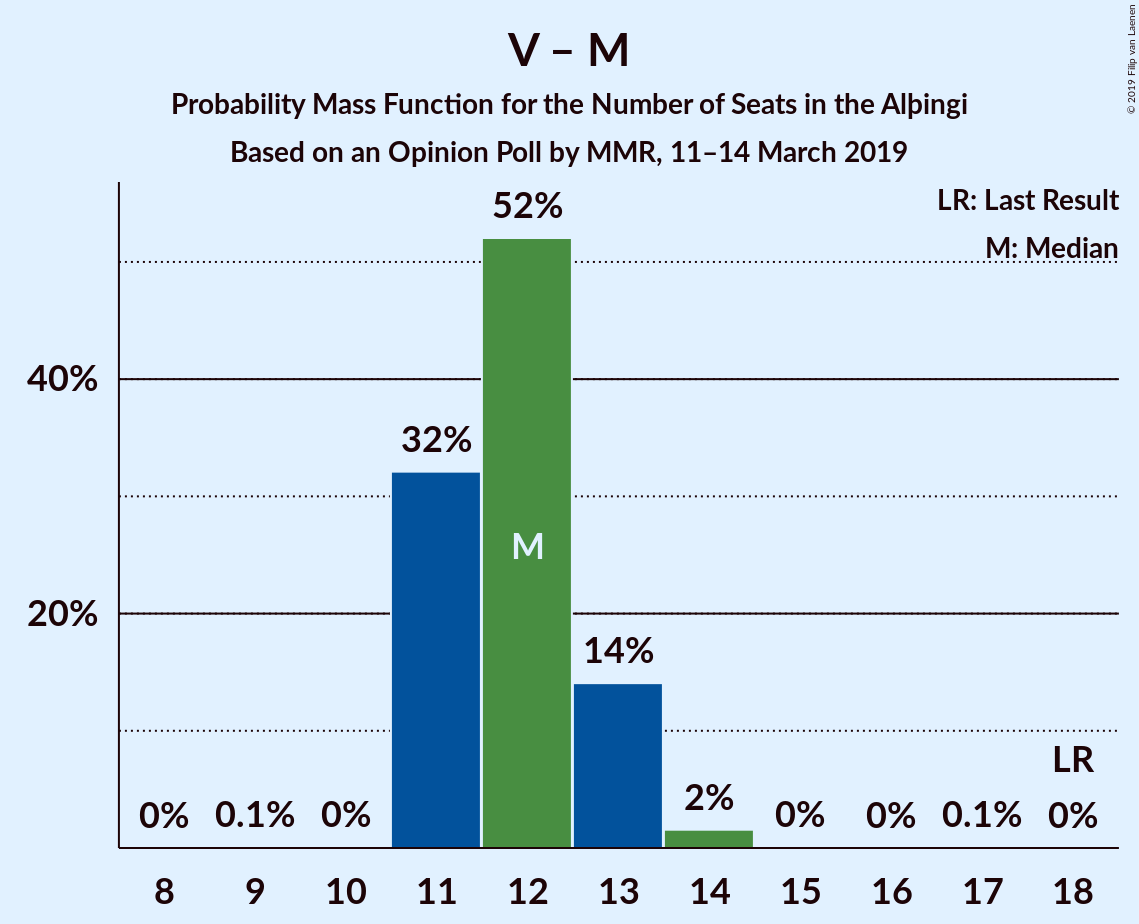 V – M
Probability Mass Function for the Number of Seats in the Alþingi
Based on an Opinion Poll by MMR, 11–14 March 2019
© 2019 Filip van Laenen
LR: Last Result
M: Median
52%
40%
32%
M
20%
14%
LR
0% 0.1% 0% 2% 0% 0% 0.1% 0%
8 9 10 11 12 13 14 15 16 17 18